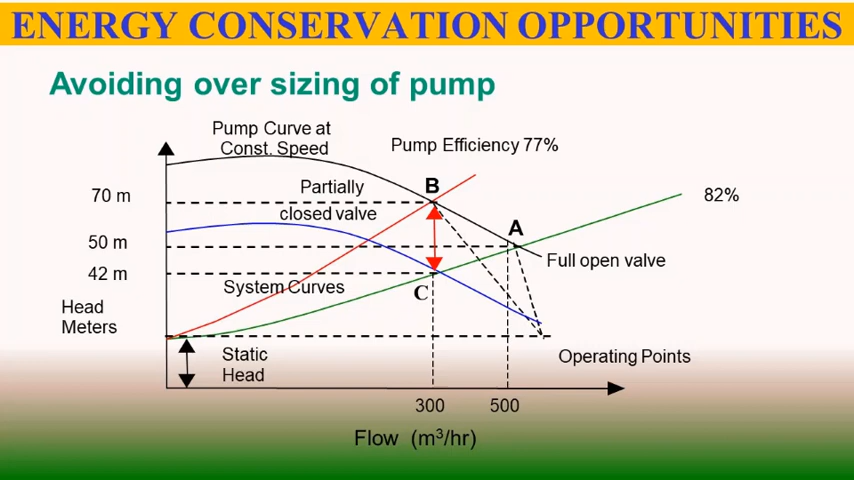 ENERGY CONSERVATION OPPORTUNITIES
Avoiding over sizing of pump
Pump Curve at
Const. Speed
Pump Efficiency 77%
Partially
closed valve
B
82%
70 m
A
50 m
Full open valve
42 m
System Curves
C
Head
Meters
Static
Head
Operating Points
300
500
Flow (m³/hr)